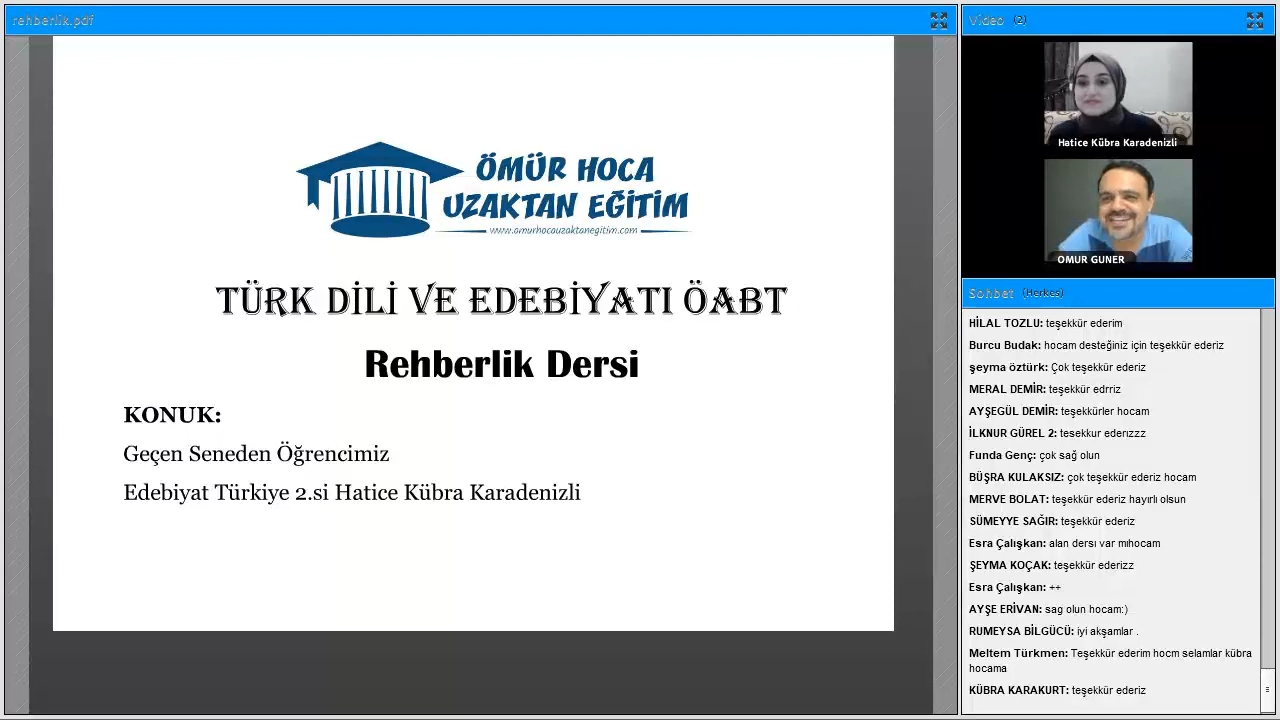 rehberlik.pdf
ÖMÜR HOCA
UZAKTAN EĞİTİM
www.omurhocauzaktanegitim.com
TÜRK DİLİ VE EDEBİYATI ÖABT
Rehberlik Dersi
KONUK:
Geçen Seneden Öğrencimiz
Edebiyat Türkiye 2.si Hatice Kübra Karadenizli
Video (2)
Hatice Kübra Karadenizli
OMUR GUNER
Sohbet (Herkes)
HİLAL TOZLU: teşekkür ederim
Burcu Budak: hocam desteğiniz için teşekkür ederiz
şeyma öztürk: Çok teşekkür ederiz
MERAL DEMİR: teşekkür edrriz
AYŞEGÜL DEMİR: teşekkürler hocam
İLKNUR GÜREL 2: tesekkur ederızzz
Funda Genç: çok sağ olun
BÜŞRA KULAKSIZ: çok teşekkür ederiz hocam
MERVE BOLAT: teşekkür ederiz hayırlı olsun
SÜMEYYE SAĞIR: teşekkür ederiz
Esra Çalışkan: alan dersı var mıhocam
ŞEYMA KOÇAK: teşekkür ederizz
Esra Çalışkan: ++
AYŞE ERİVAN: sag olun hocam:)
RUMEYSA BİLGÜCÜ: iyi akşamlar .
Meltem Türkmen: Teşekkür ederim hocm selamlar kübra
hocama
KÜBRA KARAKURT: teşekkür ederiz